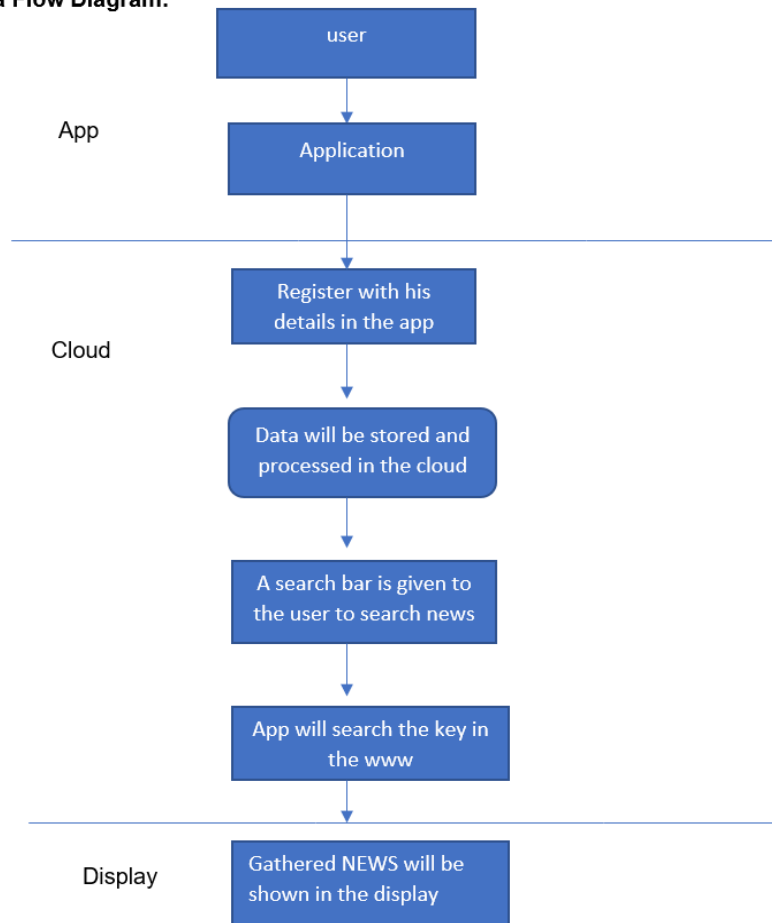 a Flow Diagram:
user
App
Application
Register with his
details in the app
Cloud
Data will be stored and
processed in the cloud
A search bar is given to
the user to search news
App will search the key in
the www
Gathered NEWS will be
shown in the display
Display